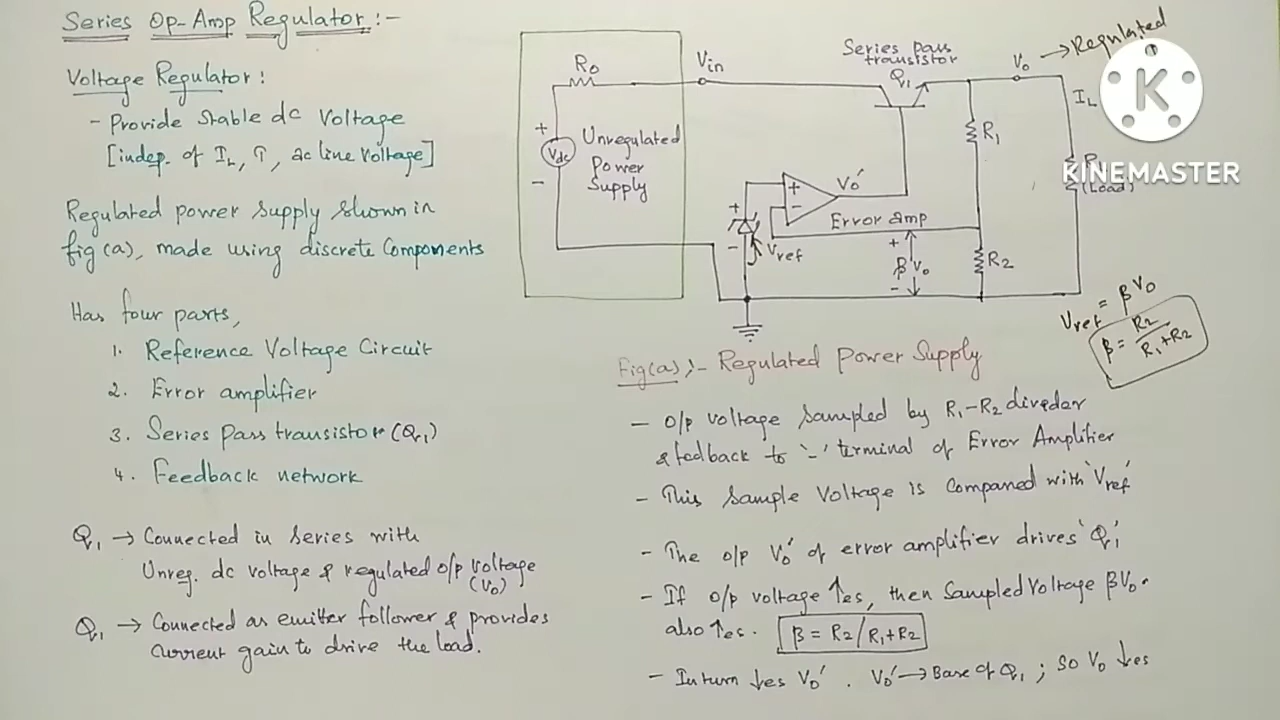 Series Op-Amp Regulator:-
Voltage Regulator:
- Provide stable dc voltage
[indep. of IL, T, ac line voltage]
Regulated power supply shown in
fig(a), made using discrete components
Has four parts,
1. Reference Voltage Circuit
2. Error amplifier
3. Series pass transistor (Q1)
4. Feedback network
Q1 → Connected in series with
Unreg. dc voltage & regulated o/p voltage
(Vo)
Q1 → Connected as emitter follower & provides
current gain to drive the load.
Ro
Vin
+
Vdc
-
Unregulated
Power
Supply
Series pass
transistor
Q1
Vo → Regulated
IL
R1
(Load)
K
KINEMASTER
+
-
Vo'
Error amp
+
-
Vref
+
βVo
-
R2
Vref = βVo
β = R2/R1+R2
Fig(a):- Regulated Power Supply
- O/p voltage sampled by R1-R2 divedar
& fedback to '-' terminal of Error Amplifier
- This sample voltage is companed with 'Vref'
- The o/p Vo' of error amplifier drives 'Q1'
- If o/p voltage ↑es, then sampled voltage βVo
also ↑es. β = R2/R1+R2
- In turn ↓es Vo'. Vo' → Base of Q1; so Vo ↓es